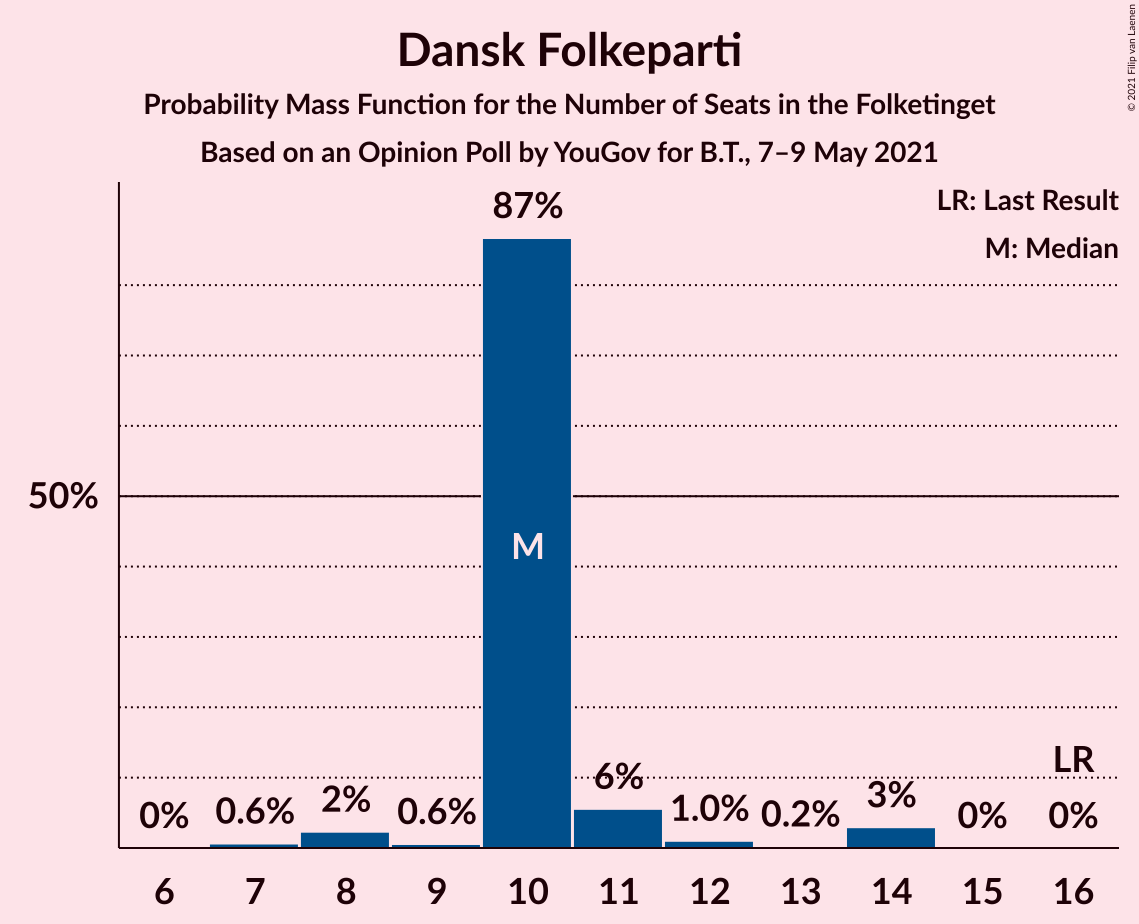 Dansk Folkeparti
Probability Mass Function for the Number of Seats in the Folketinget
Based on an Opinion Poll by YouGov for B.T., 7–9 May 2021
© 2021 Filip van Laenen
LR: Last Result
M: Median
87%
50%
M
LR
0%
0.6%
2%
0.6%
6%
1.0%
0.2%
3%
0%
0%
6
7
8
9
10
11
12
13
14
15
16